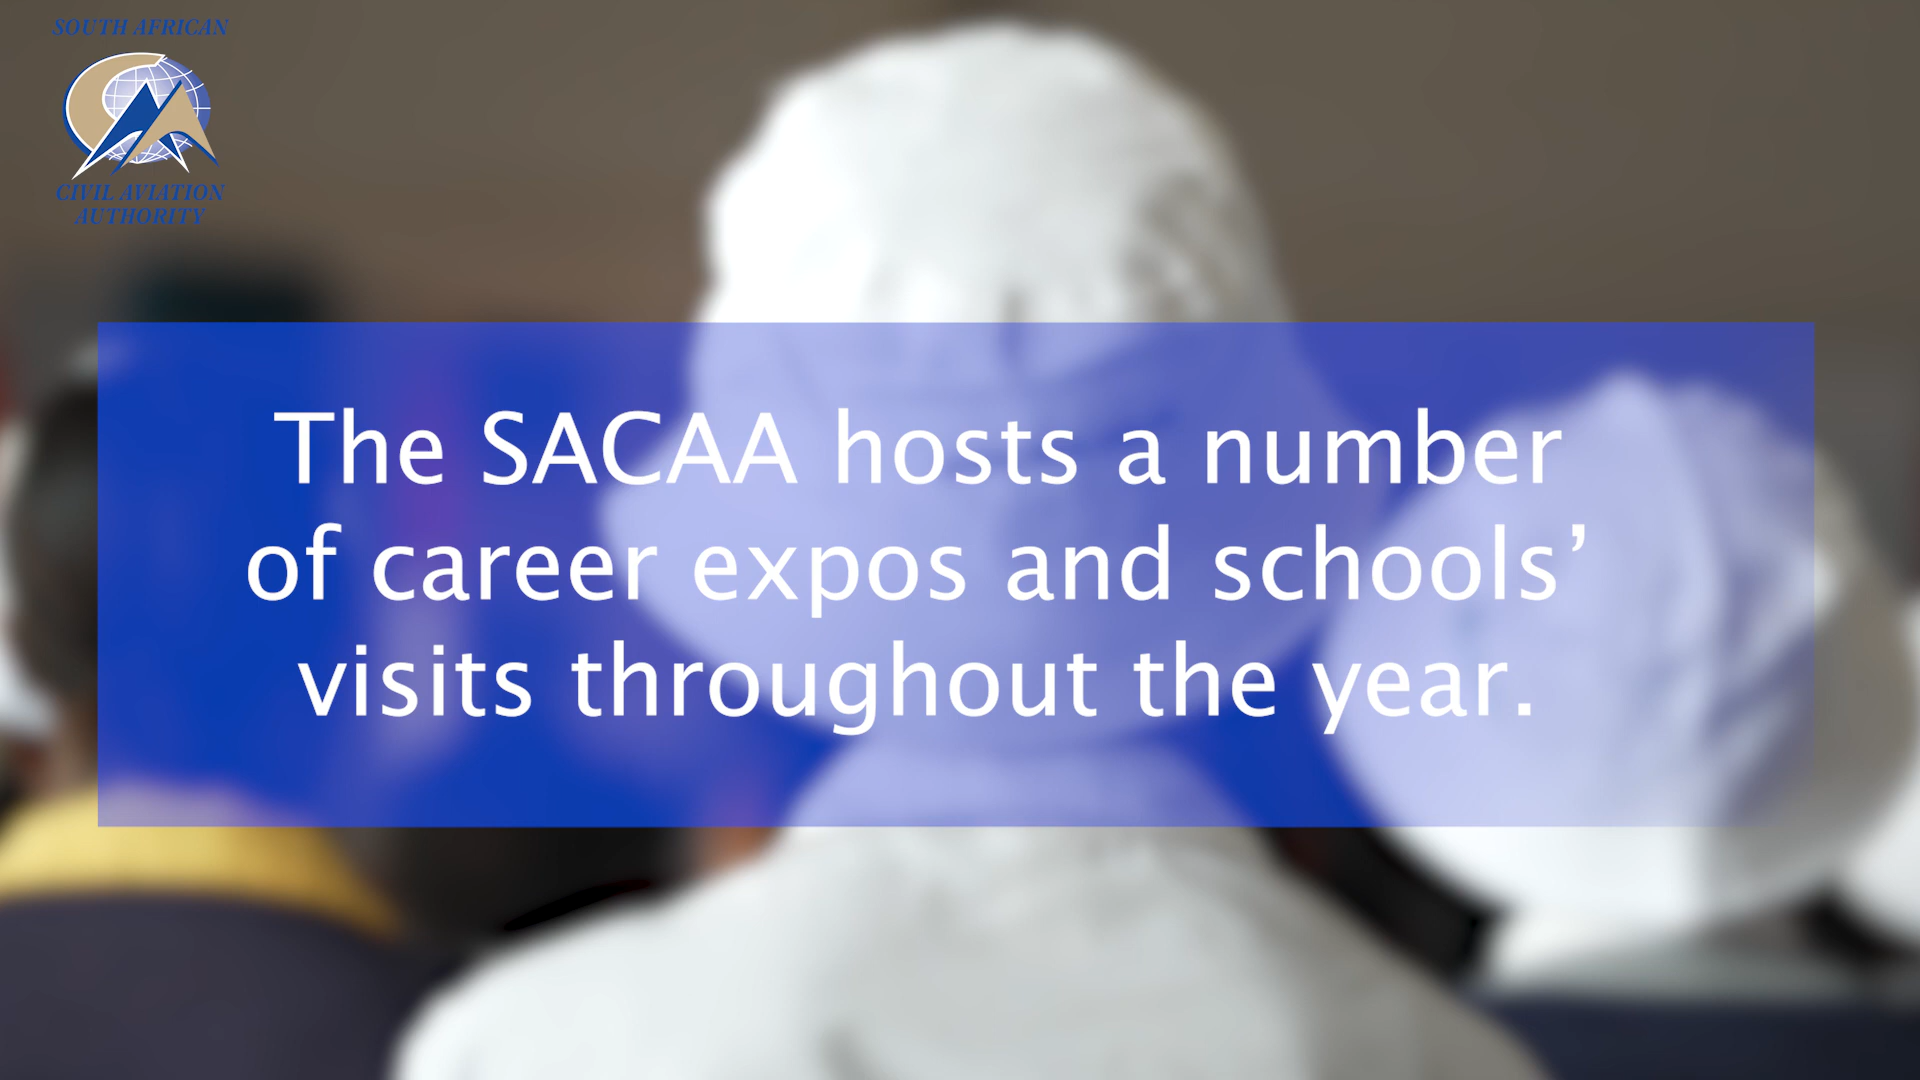 SOUTH AFRICAN
CIVIL AVIATION
AUTHORITY
The SACAA hosts a number
of career expos and schools’
visits throughout the year.